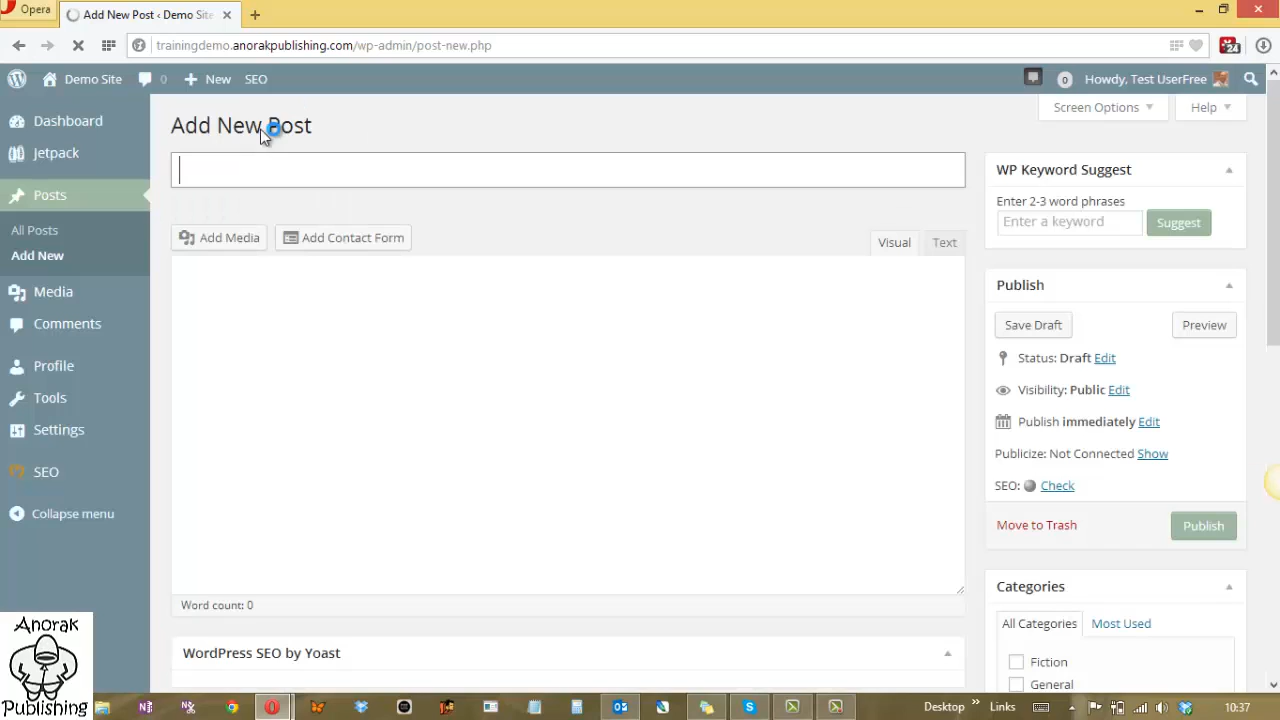 Opera
Add New Post ‹ Demo Site
trainingdemo.anorakpublishing.com/wp-admin/post-new.php
24
Demo Site
0
New
SEO
0
Howdy, Test UserFree
Screen Options
Help
Dashboard
Jetpack
Posts
All Posts
Add New
Media
Comments
Profile
Tools
Settings
SEO
Collapse menu
Add New Post
Add Media
Add Contact Form
Visual
Text
Word count: 0
WordPress SEO by Yoast
WP Keyword Suggest
Enter 2-3 word phrases
Enter a keyword
Suggest
Publish
Save Draft
Preview
Status: Draft Edit
Visibility: Public Edit
Publish immediately Edit
Publicize: Not Connected Show
SEO: Check
Move to Trash
Publish
Categories
All Categories
Most Used
Fiction
General
Anorak
Publishing
Desktop
Links
10:37